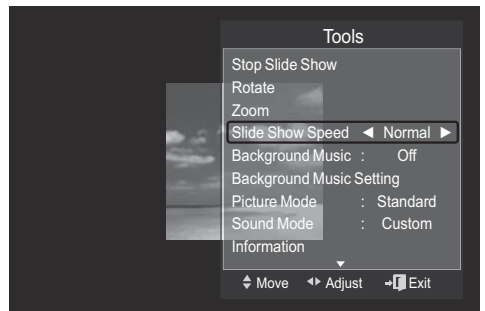 Tools
Stop Slide Show
Rotate
Zoom
Slide Show Speed ◀ Normal ▶
Background Music : Off
Background Music Setting
Picture Mode : Standard
Sound Mode : Custom
Information
Move Adjust Exit